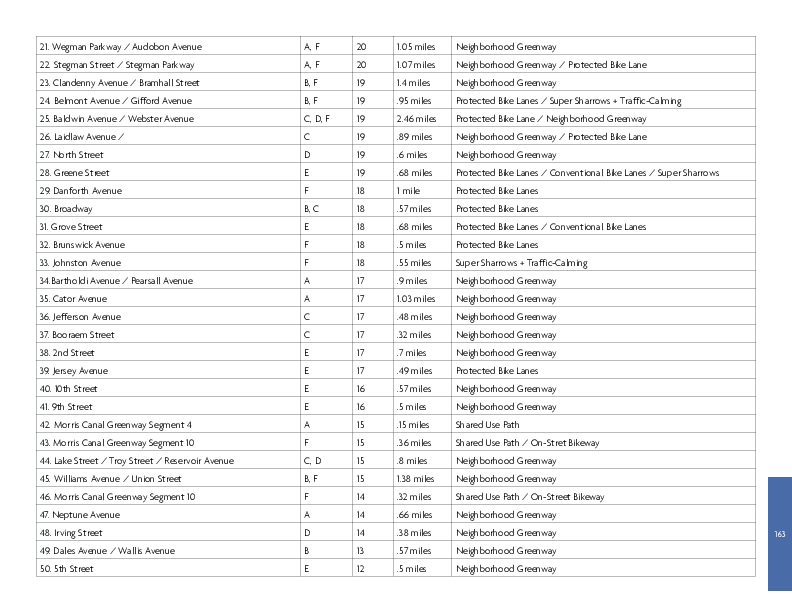 21. Wegman Parkway / Audobon Avenue A, F 20 1.05 miles Neighborhood Greenway
22. Stegman Street / Stegman Parkway A, F 20 1.07 miles Neighborhood Greenway / Protected Bike Lane
23. Clandenny Avenue / Bramhall Street B, F 19 1.4 miles Neighborhood Greenway
24. Belmont Avenue / Gifford Avenue B, F 19 .95 miles Protected Bike Lanes / Super Sharrows + Traffic-Calming
25. Baldwin Avenue / Webster Avenue C, D, F 19 2.46 miles Protected Bike Lane / Neighborhood Greenway
26. Laidlaw Avenue / C 19 .89 miles Neighborhood Greenway / Protected Bike Lane
27. North Street D 19 .6 miles Neighborhood Greenway
28. Greene Street E 19 .68 miles Protected Bike Lanes / Conventional Bike Lanes / Super Sharrows
29. Danforth Avenue F 18 1 mile Protected Bike Lanes
30. Broadway B, C 18 .57 miles Protected Bike Lanes
31. Grove Street E 18 .68 miles Protected Bike Lanes / Conventional Bike Lanes
32. Brunswick Avenue F 18 .5 miles Protected Bike Lanes
33. Johnston Avenue F 18 .55 miles Super Sharrows + Traffic-Calming
34.Bartholdi Avenue / Pearsall Avenue A 17 .9 miles Neighborhood Greenway
35. Cator Avenue A 17 1.03 miles Neighborhood Greenway
36. Jefferson Avenue C 17 .48 miles Neighborhood Greenway
37. Booraem Street C 17 .32 miles Neighborhood Greenway
38. 2nd Street E 17 .7 miles Neighborhood Greenway
39. Jersey Avenue E 17 .49 miles Protected Bike Lanes
40. 10th Street E 16 .57 miles Neighborhood Greenway
41. 9th Street E 16 .5 miles Neighborhood Greenway
42. Morris Canal Greenway Segment 4 A 15 .15 miles Shared Use Path
43. Morris Canal Greenway Segment 10 F 15 .36 miles Shared Use Path / On-Stret Bikeway
44. Lake Street / Troy Street / Reservoir Avenue C, D 15 .8 miles Neighborhood Greenway
45. Williams Avenue / Union Street B, F 15 1.38 miles Neighborhood Greenway
46. Morris Canal Greenway Segment 10 F 14 .32 miles Shared Use Path / On-Street Bikeway
47. Neptune Avenue A 14 .66 miles Neighborhood Greenway
48. Irving Street D 14 .38 miles Neighborhood Greenway
49. Dales Avenue / Wallis Avenue B 13 .57 miles Neighborhood Greenway
50. 5th Street E 12 .5 miles Neighborhood Greenway
163